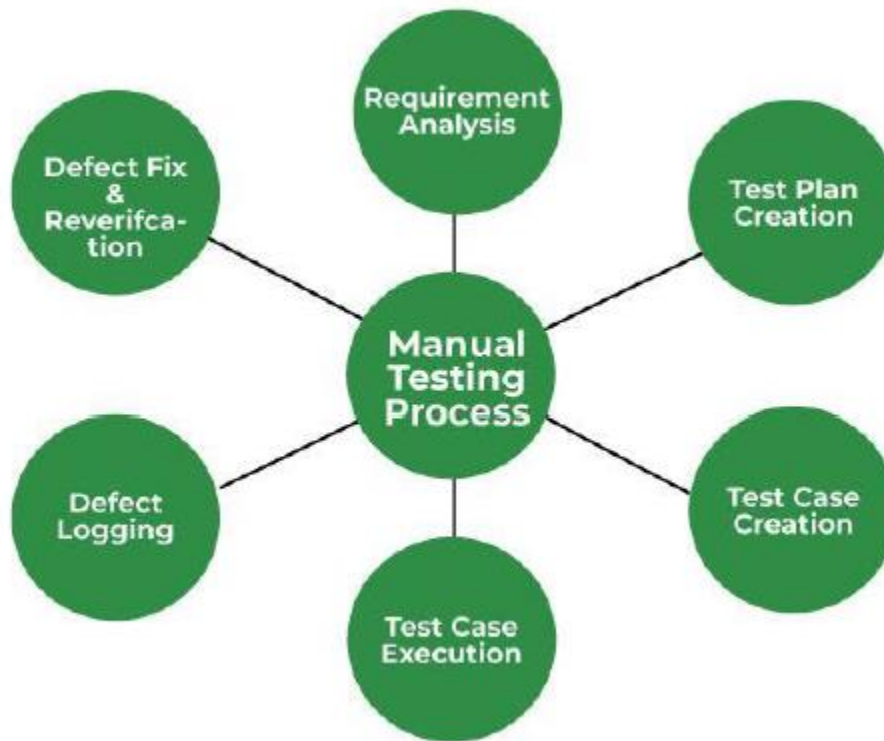 Requirement
Analysis
Test Plan
Creation
Test Case
Creation
Test Case
Execution
Defect
Logging
Defect Fix
&
Reverifca-
tion
Manual
Testing
Process